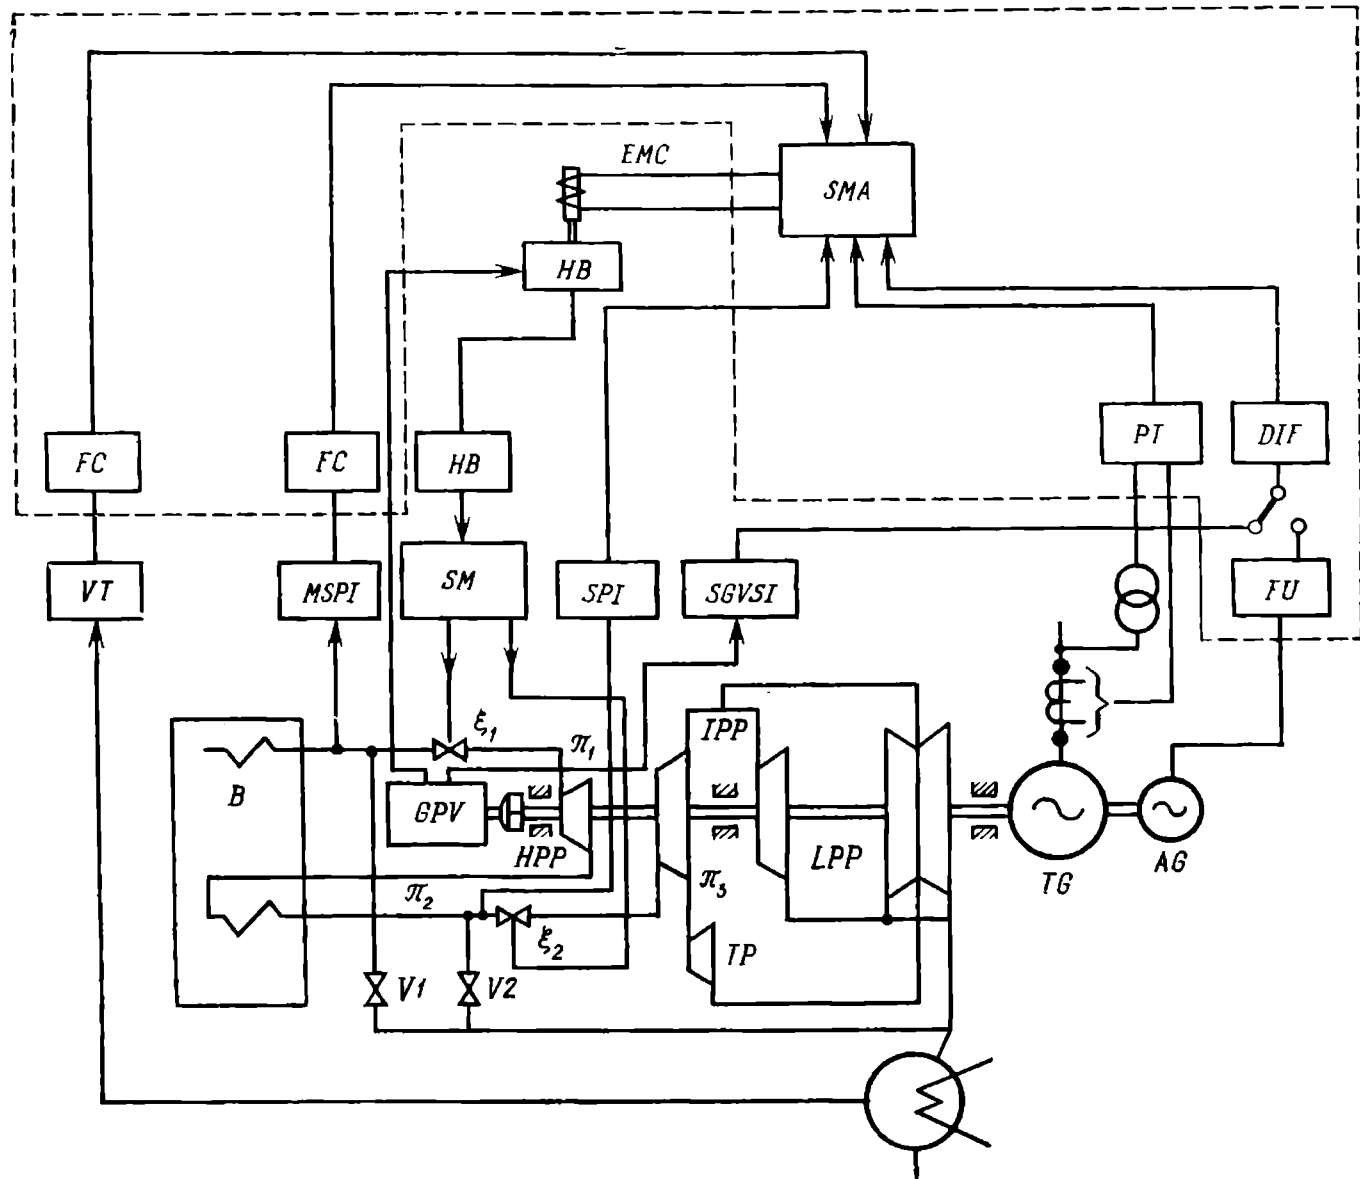 EMC
SMA
HB
PT
DIF
FC
FC
HB
VT
MSPI
SM
SPI
SGVSI
FU
ξ1
π1
IPP
B
GPV
HPP
LPP
TG
AG
π2
π3
ξ2
TP
V1
V2